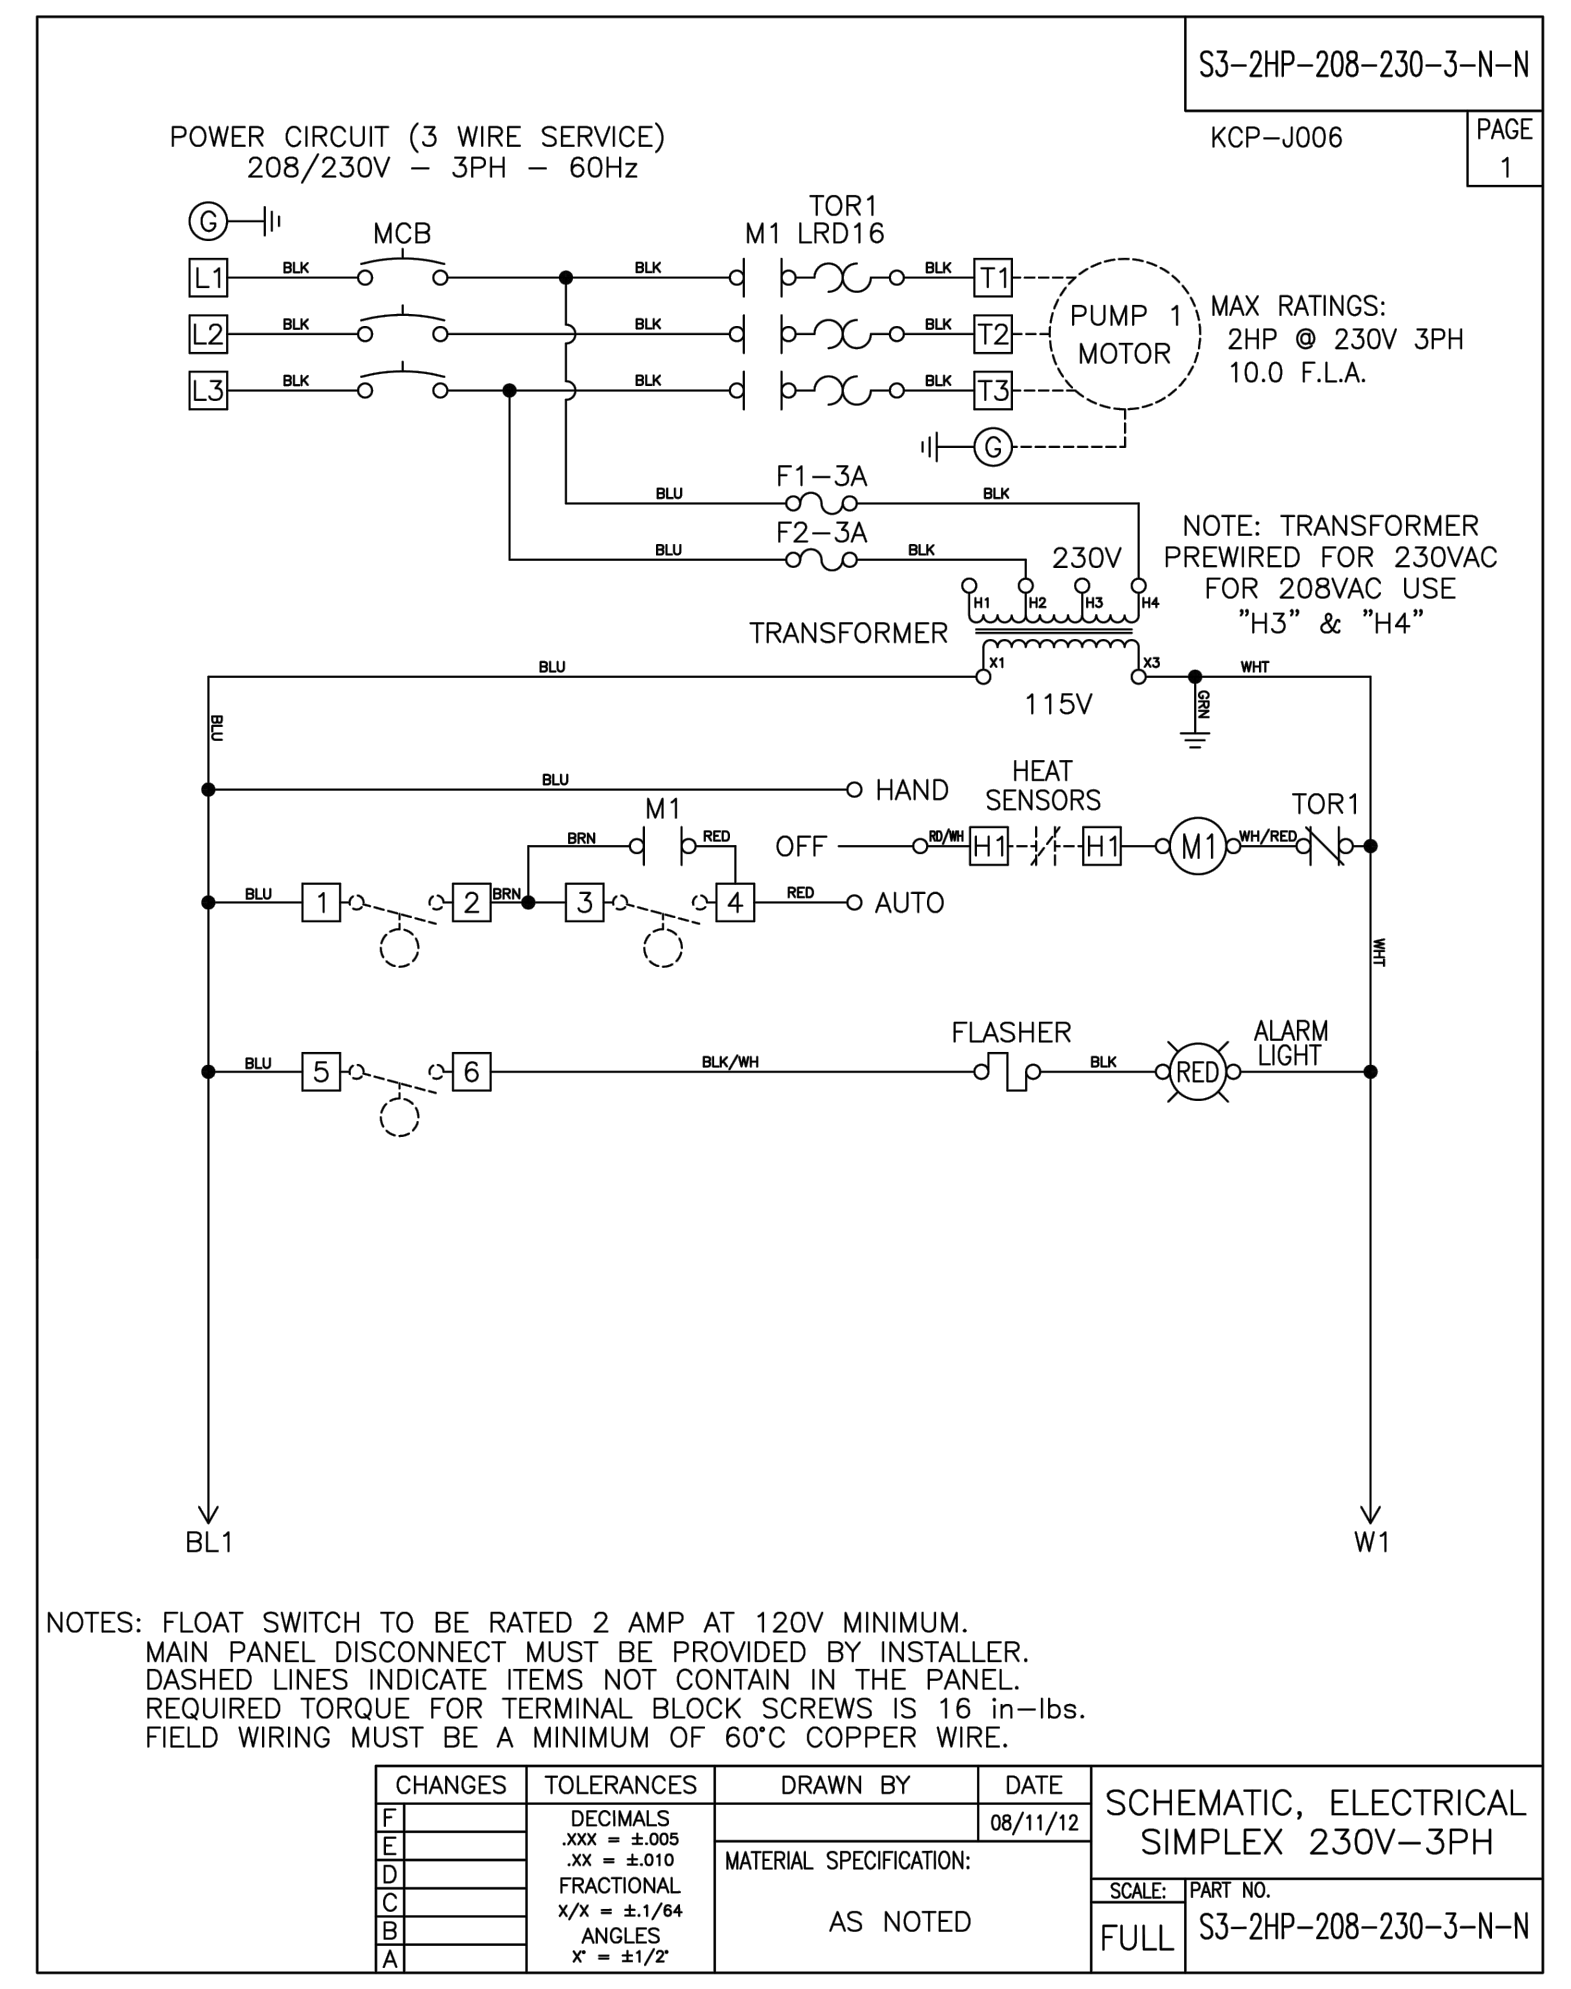 S3-2HP-208-230-3-N-N
KCP-J006
PAGE
1
POWER CIRCUIT (3 WIRE SERVICE)
208/230V - 3PH - 60Hz
G
MCB
TOR1
M1 LRD16
L1 BLK BLK BLK T1
L2 BLK BLK BLK T2
L3 BLK BLK BLK T3
PUMP 1
MOTOR
MAX RATINGS:
2HP @ 230V 3PH
10.0 F.L.A.
G
F1-3A
BLU BLK
F2-3A
BLU BLK
230V
NOTE: TRANSFORMER
PREWIRED FOR 230VAC
FOR 208VAC USE
"H3" & "H4"
H1 H2 H3 H4
TRANSFORMER
X1 X3
BLU WHT
115V
GRN
BLU
BLU HAND
HEAT
SENSORS
TOR1
M1
BRN RED
OFF RD/WH H1 H1 M1 WH/RED
BLU 1 2 BRN 3 4 RED AUTO
WHT
FLASHER
ALARM
LIGHT
BLU 5 6 BLK/WH BLK RED
BL1 W1
NOTES: FLOAT SWITCH TO BE RATED 2 AMP AT 120V MINIMUM.
MAIN PANEL DISCONNECT MUST BE PROVIDED BY INSTALLER.
DASHED LINES INDICATE ITEMS NOT CONTAIN IN THE PANEL.
REQUIRED TORQUE FOR TERMINAL BLOCK SCREWS IS 16 in-lbs.
FIELD WIRING MUST BE A MINIMUM OF 60°C COPPER WIRE.
CHANGES
F
E
D
C
B
A
TOLERANCES
DECIMALS
.XXX = ±.005
.XX = ±.010
FRACTIONAL
X/X = ±.1/64
ANGLES
X° = ±1/2°
DRAWN BY
DATE
08/11/12
MATERIAL SPECIFICATION:
AS NOTED
SCHEMATIC, ELECTRICAL
SIMPLEX 230V-3PH
SCALE:
FULL
PART NO.
S3-2HP-208-230-3-N-N